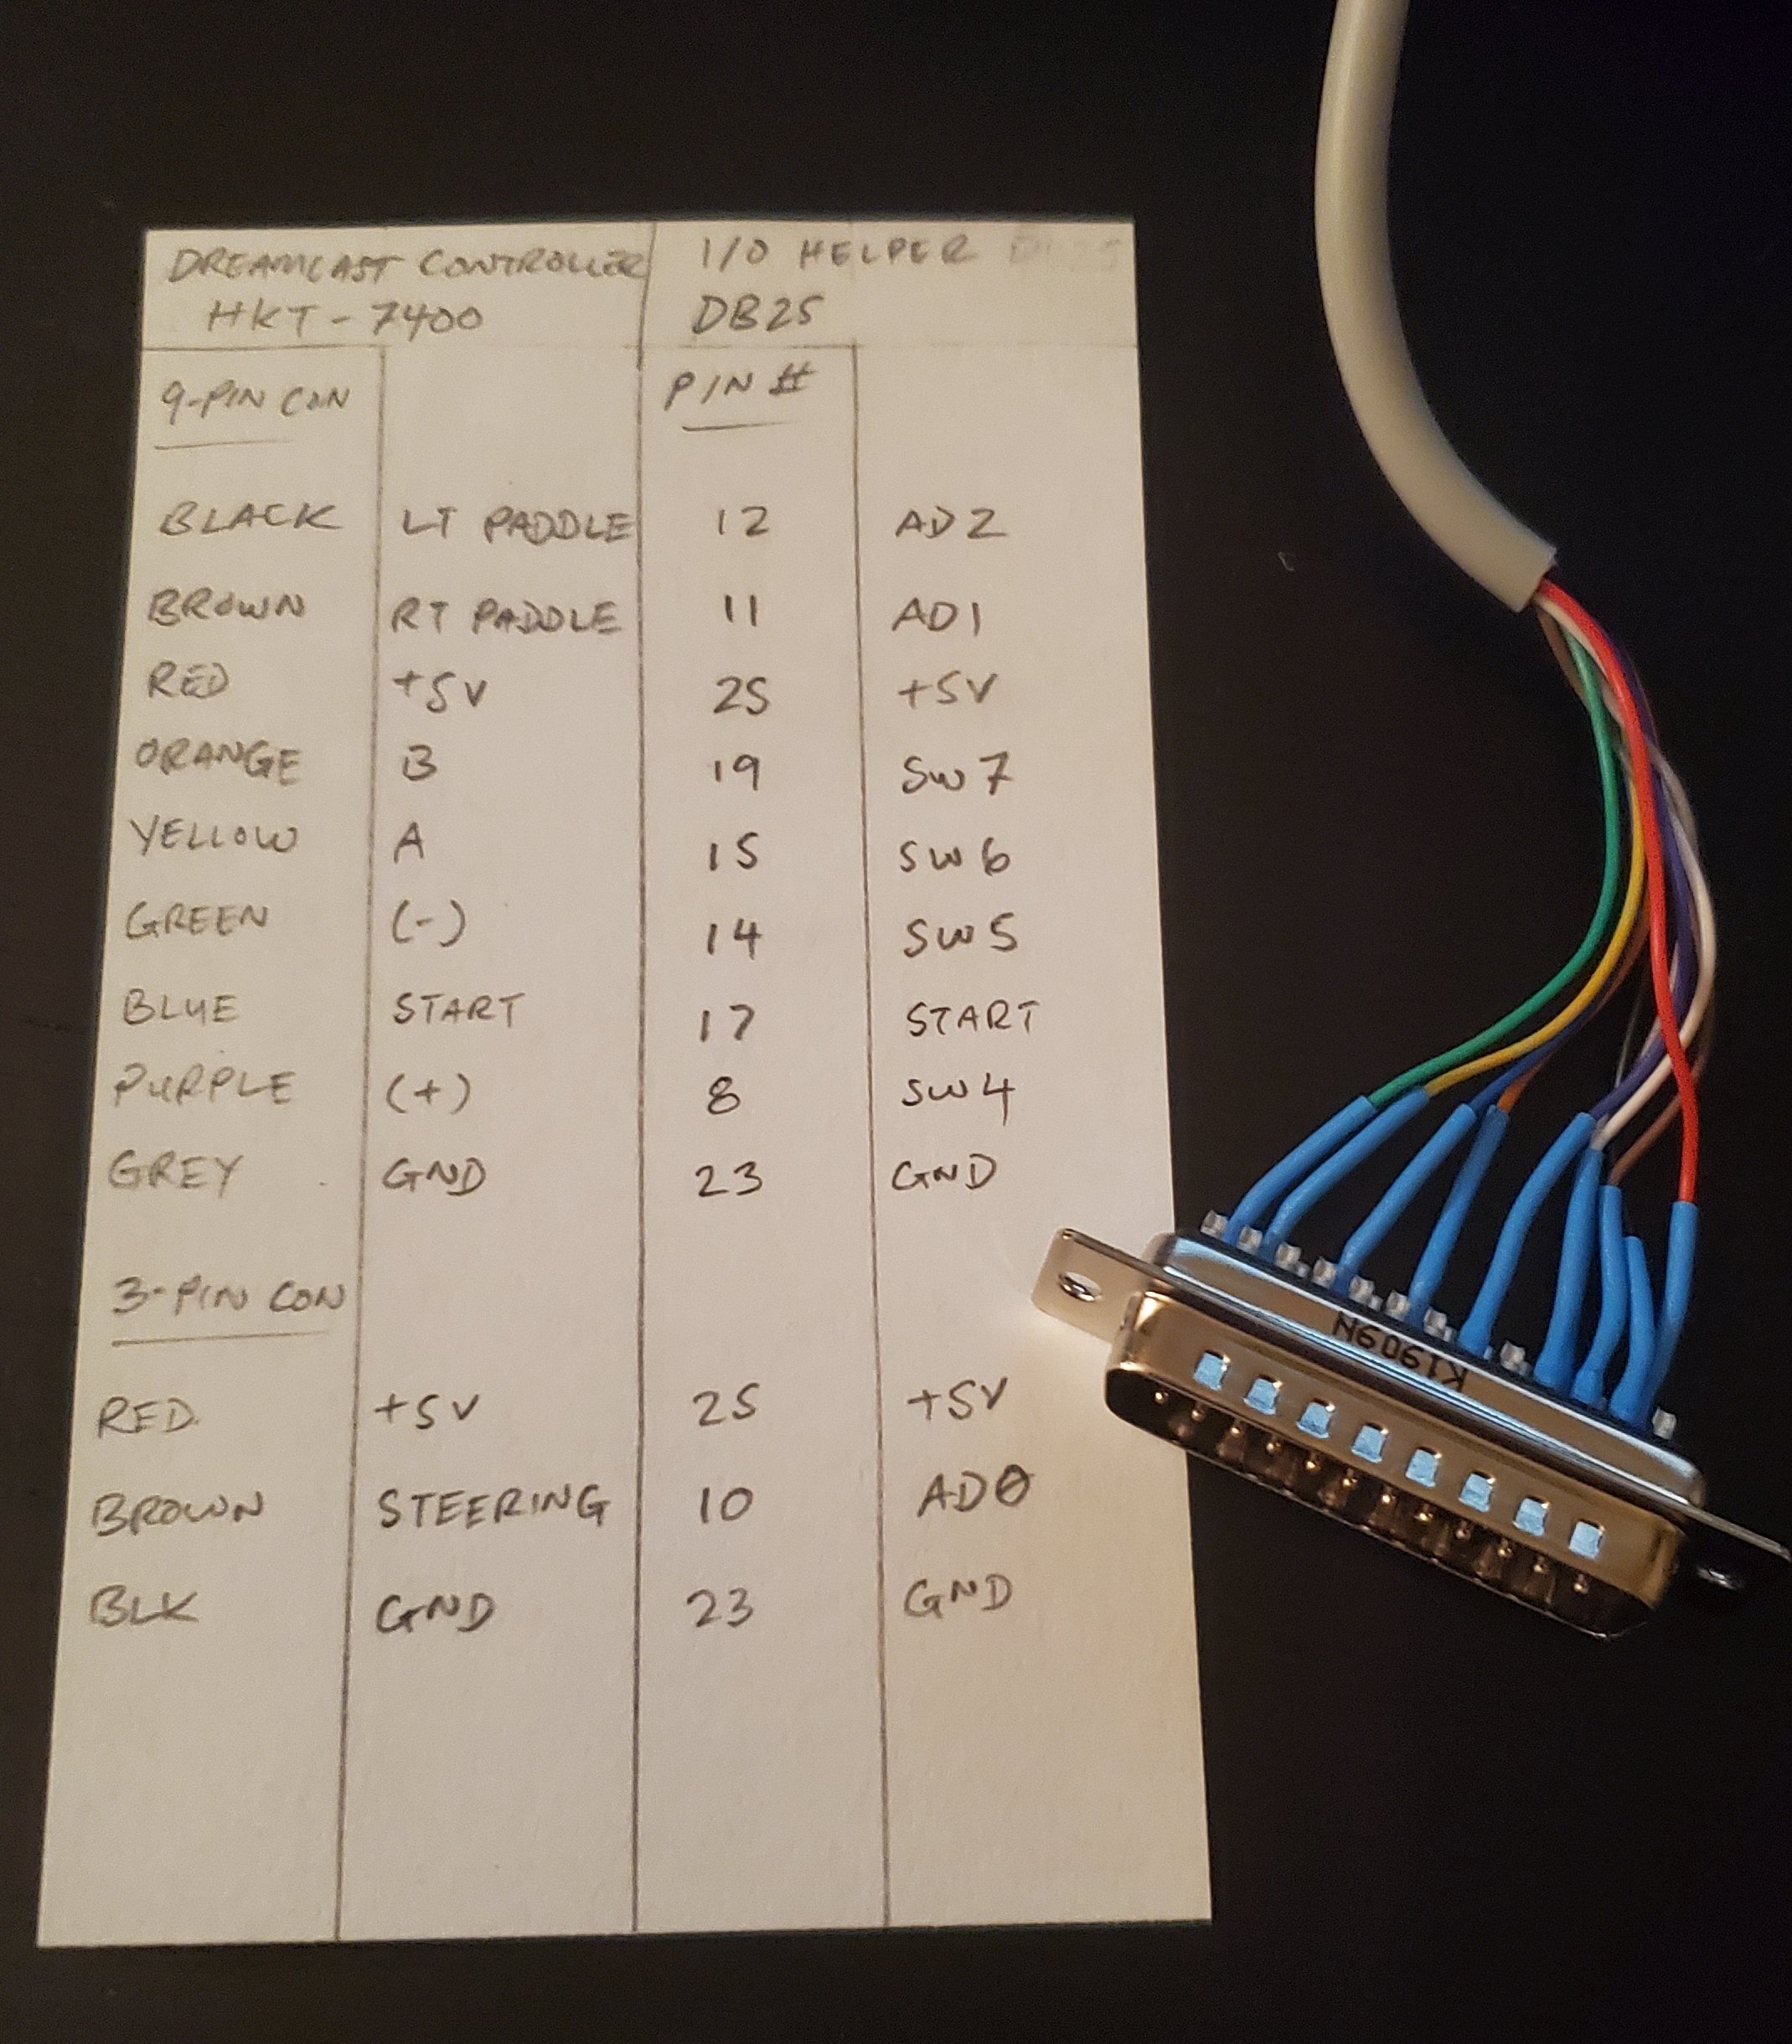 DREAMCAST CONTROLLER I/O HELPER
HKT-7400 DB25
9-PIN CON PIN #
BLACK LT PADDLE 12 AD2
BROWN RT PADDLE 11 AD1
RED +5V 25 +5V
ORANGE B 19 SW7
YELLOW A 15 SW6
GREEN (-) 14 SW5
BLUE START 17 START
PURPLE (+) 8 SW4
GREY GND 23 GND
3-PIN CON
RED +5V 25 +5V
BROWN STEERING 10 AD0
BLK GND 23 GND
K1909N